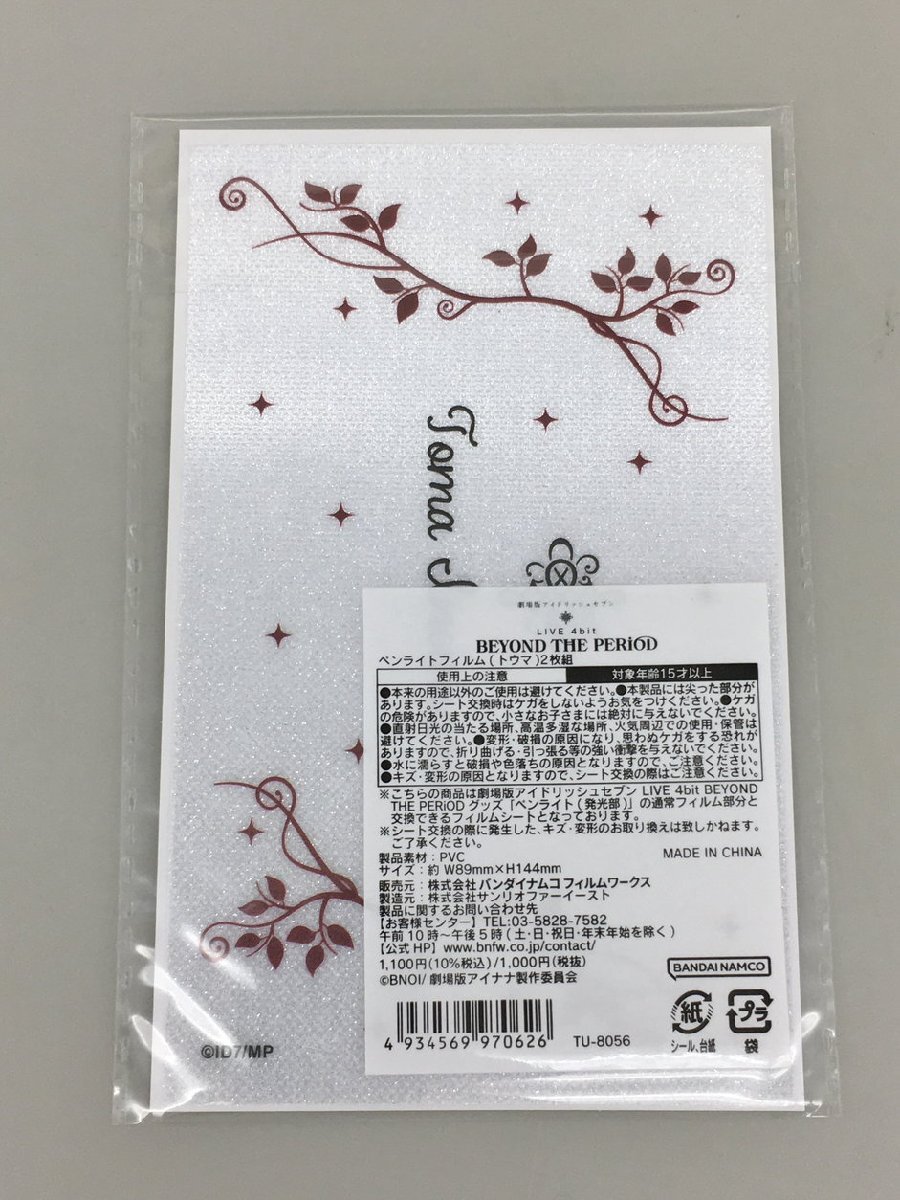 Toma
劇場版アイドリッシュセブン
LIVE 4bit
BEYOND THE PERiOD
ペンライトフィルム(トウマ)2枚組
使用上の注意
対象年齢15才以上
●本来の用途以外のご使用は避けてください。●本製品には尖った部分が
あります。シート交換時はケガをしないようお気をつけください。●ケガ
の危険がありますので、小さなお子さまには絶対に与えないでください。
●直射日光の当たる場所、高温多湿な場所、火気周辺での使用・保管は
避けてください。●変形・破損の原因になり、思わぬケガをする恐れが
ありますので、折り曲げる・引っ張る等の強い衝撃を与えないでください。
●水に濡らすと破損や色落ちの原因となりますので、ご注意ください。
●キズ・変形の原因となりますので、シート交換の際はご注意ください。
※こちらの商品は劇場版アイドリッシュセブン LIVE 4bit BEYOND
THE PERiOD グッズ「ペンライト(発光部)」の通常フィルム部分と
交換できるフィルムシートとなっております。
※シート交換の際に発生した、キズ・変形のお取り換えは致しかねます。
ご了承ください。
製品素材:PVC
MADE IN CHINA
サイズ:約 W89mm×H144mm
販売元:株式会社バンダイナムコフィルムワークス
製造元:株式会社サンリオファーイースト
製品に関するお問い合わせ先
【お客様センター】TEL:03-5828-7582
午前10時〜午後5時(土・日・祝日・年末年始を除く)
【公式HP】www.bnfw.co.jp/contact/
1,100円(10%税込)/1,000円(税抜)
©BNOI/劇場版アイナナ製作委員会
BANDAI NAMCO
紙
プラ
シール、台紙
袋
4 934569 970626
TU-8056
©ID7/MP